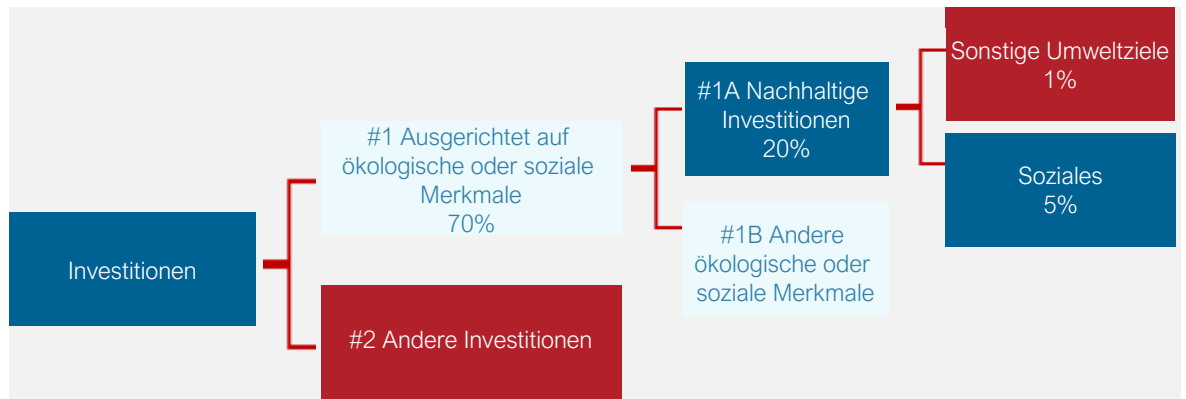 Investitionen
#1 Ausgerichtet auf
ökologische oder soziale
Merkmale
70%
#2 Andere Investitionen
#1A Nachhaltige
Investitionen
20%
#1B Andere
ökologische oder
soziale Merkmale
Sonstige Umweltziele
1%
Soziales
5%